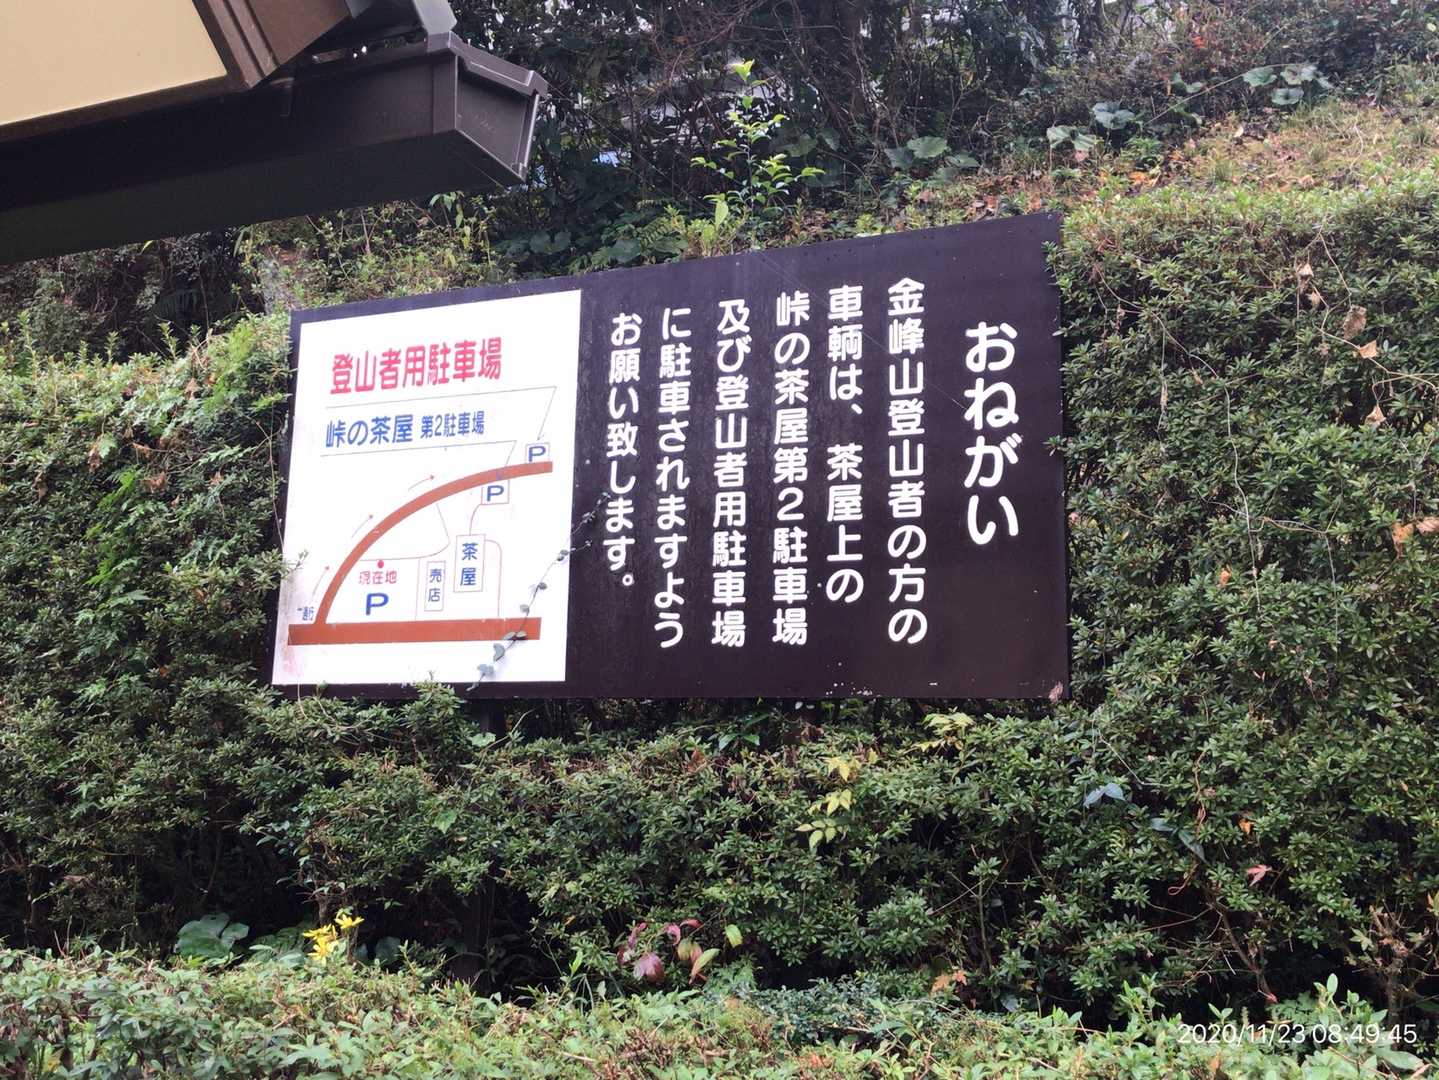 おねがい
金峰山登山者の方の
車輌は、茶屋上の
峠の茶屋第2駐車場
及び登山者用駐車場
に駐車されますよう
お願い致します。
登山者用駐車場
峠の茶屋 第2駐車場
P
P
茶屋
売店
現在地
P
2020/11/23 08:49:45